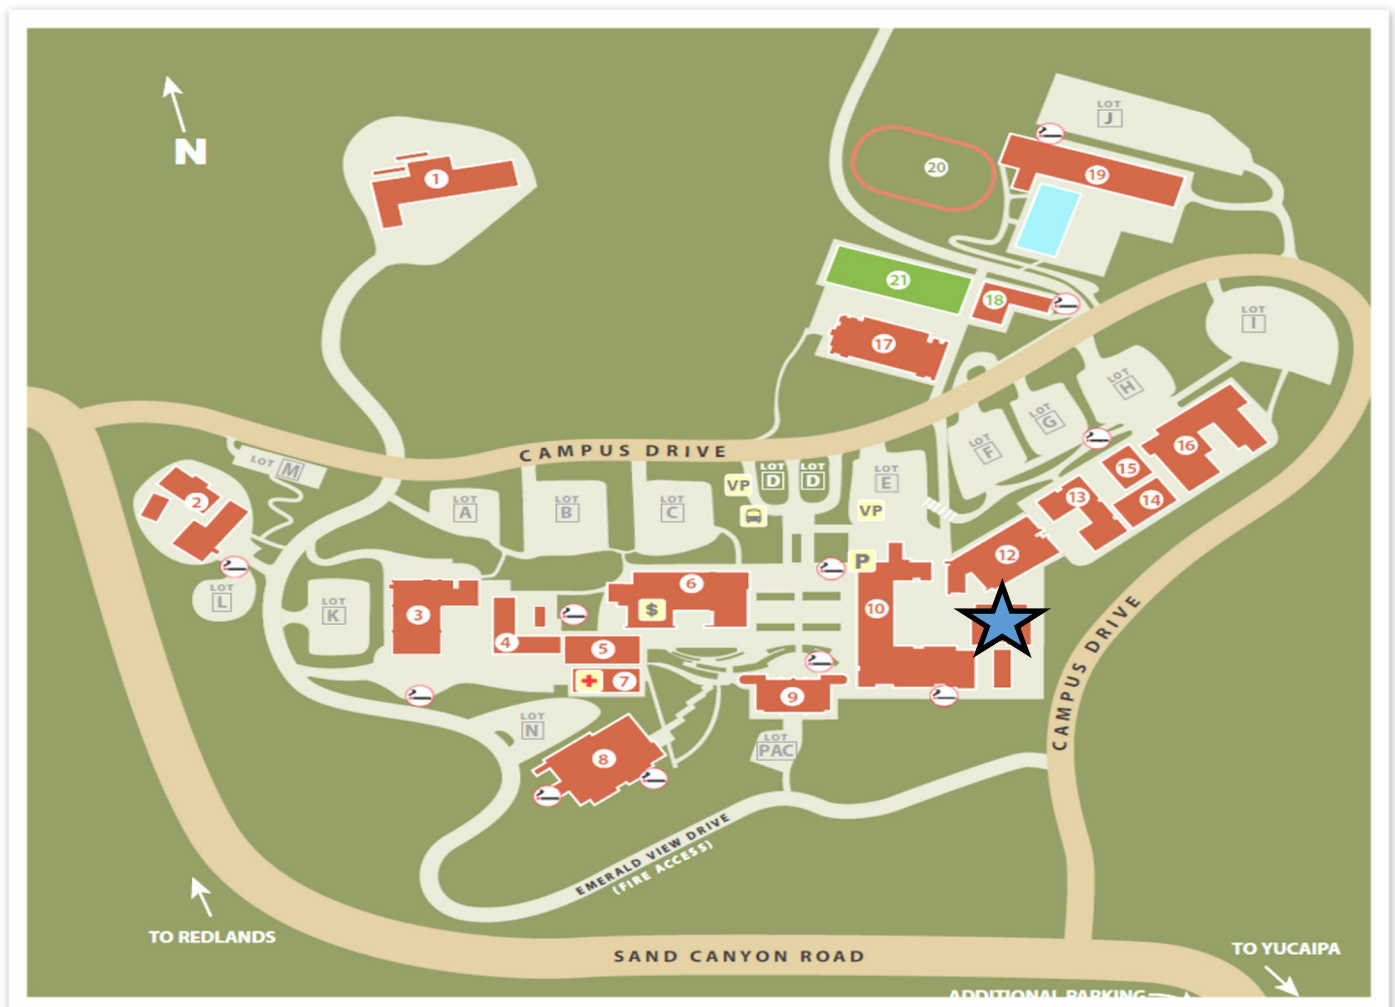 N
LOT
J
20
19
1
21
18
17
LOT
I
LOT
H
LOT
G
LOT
F
CAMPUS DRIVE
LOT
M
2
VP
LOT
D
LOT
D
LOT
E
VP
16
15
14
13
12
LOT
A
LOT
B
LOT
C
P
LOT
L
LOT
K
3
4
5
6
$
10
7
9
LOT
N
8
LOT
PAC
CAMPUS DRIVE
EMERALD VIEW DRIVE
(FIRE ACCESS)
TO REDLANDS
SAND CANYON ROAD
TO YUCAIPA
ADDITIONAL PARKING